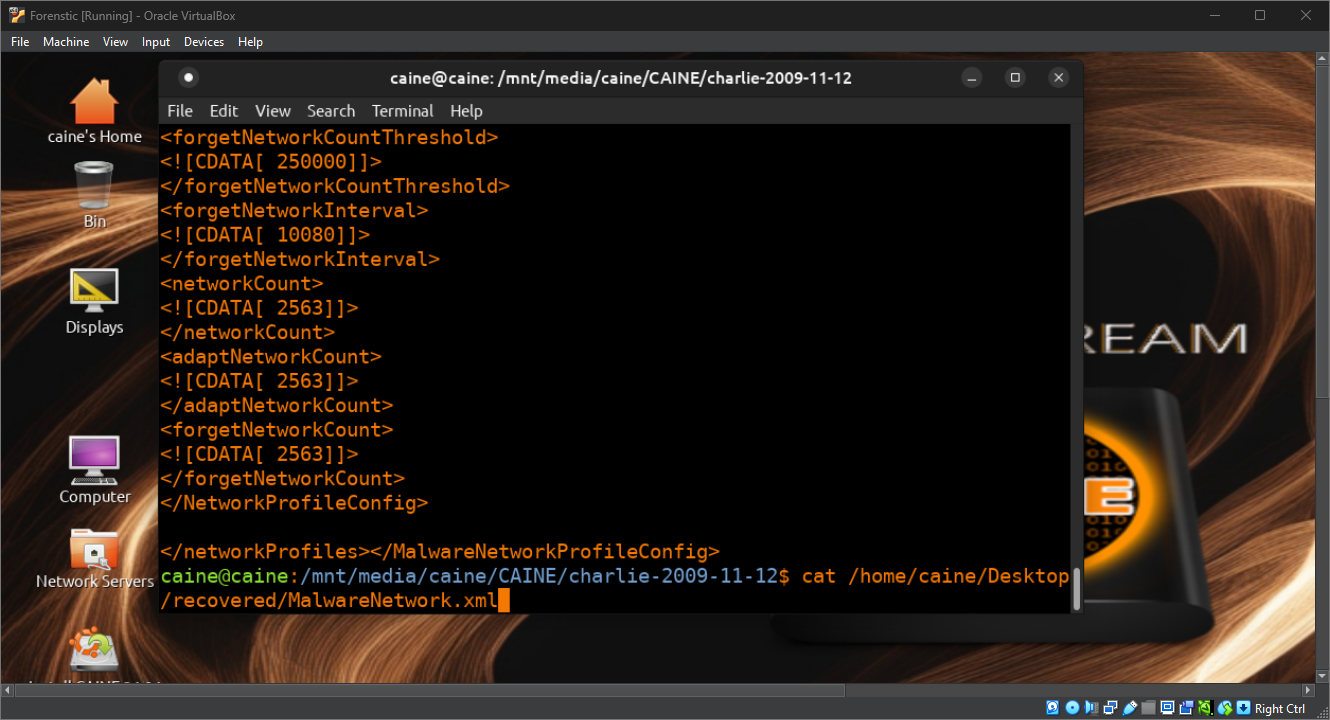 Forenstic [Running] - Oracle VirtualBox
File Machine View Input Devices Help
caine@caine: /mnt/media/caine/CAINE/charlie-2009-11-12
File Edit View Search Terminal Help
caine's Home
Bin
Displays
Computer
Network Servers
<forgetNetworkCountThreshold>
<![CDATA[ 250000]]>
</forgetNetworkCountThreshold>
<forgetNetworkInterval>
<![CDATA[ 10080]]>
</forgetNetworkInterval>
<networkCount>
<![CDATA[ 2563]]>
</networkCount>
<adaptNetworkCount>
<![CDATA[ 2563]]>
</adaptNetworkCount>
<forgetNetworkCount>
<![CDATA[ 2563]]>
</forgetNetworkCount>
</NetworkProfileConfig>
</networkProfiles></MalwareNetworkProfileConfig>
caine@caine:/mnt/media/caine/CAINE/charlie-2009-11-12$ cat /home/caine/Desktop
/recovered/MalwareNetwork.xml
REAM
E
Right Ctrl